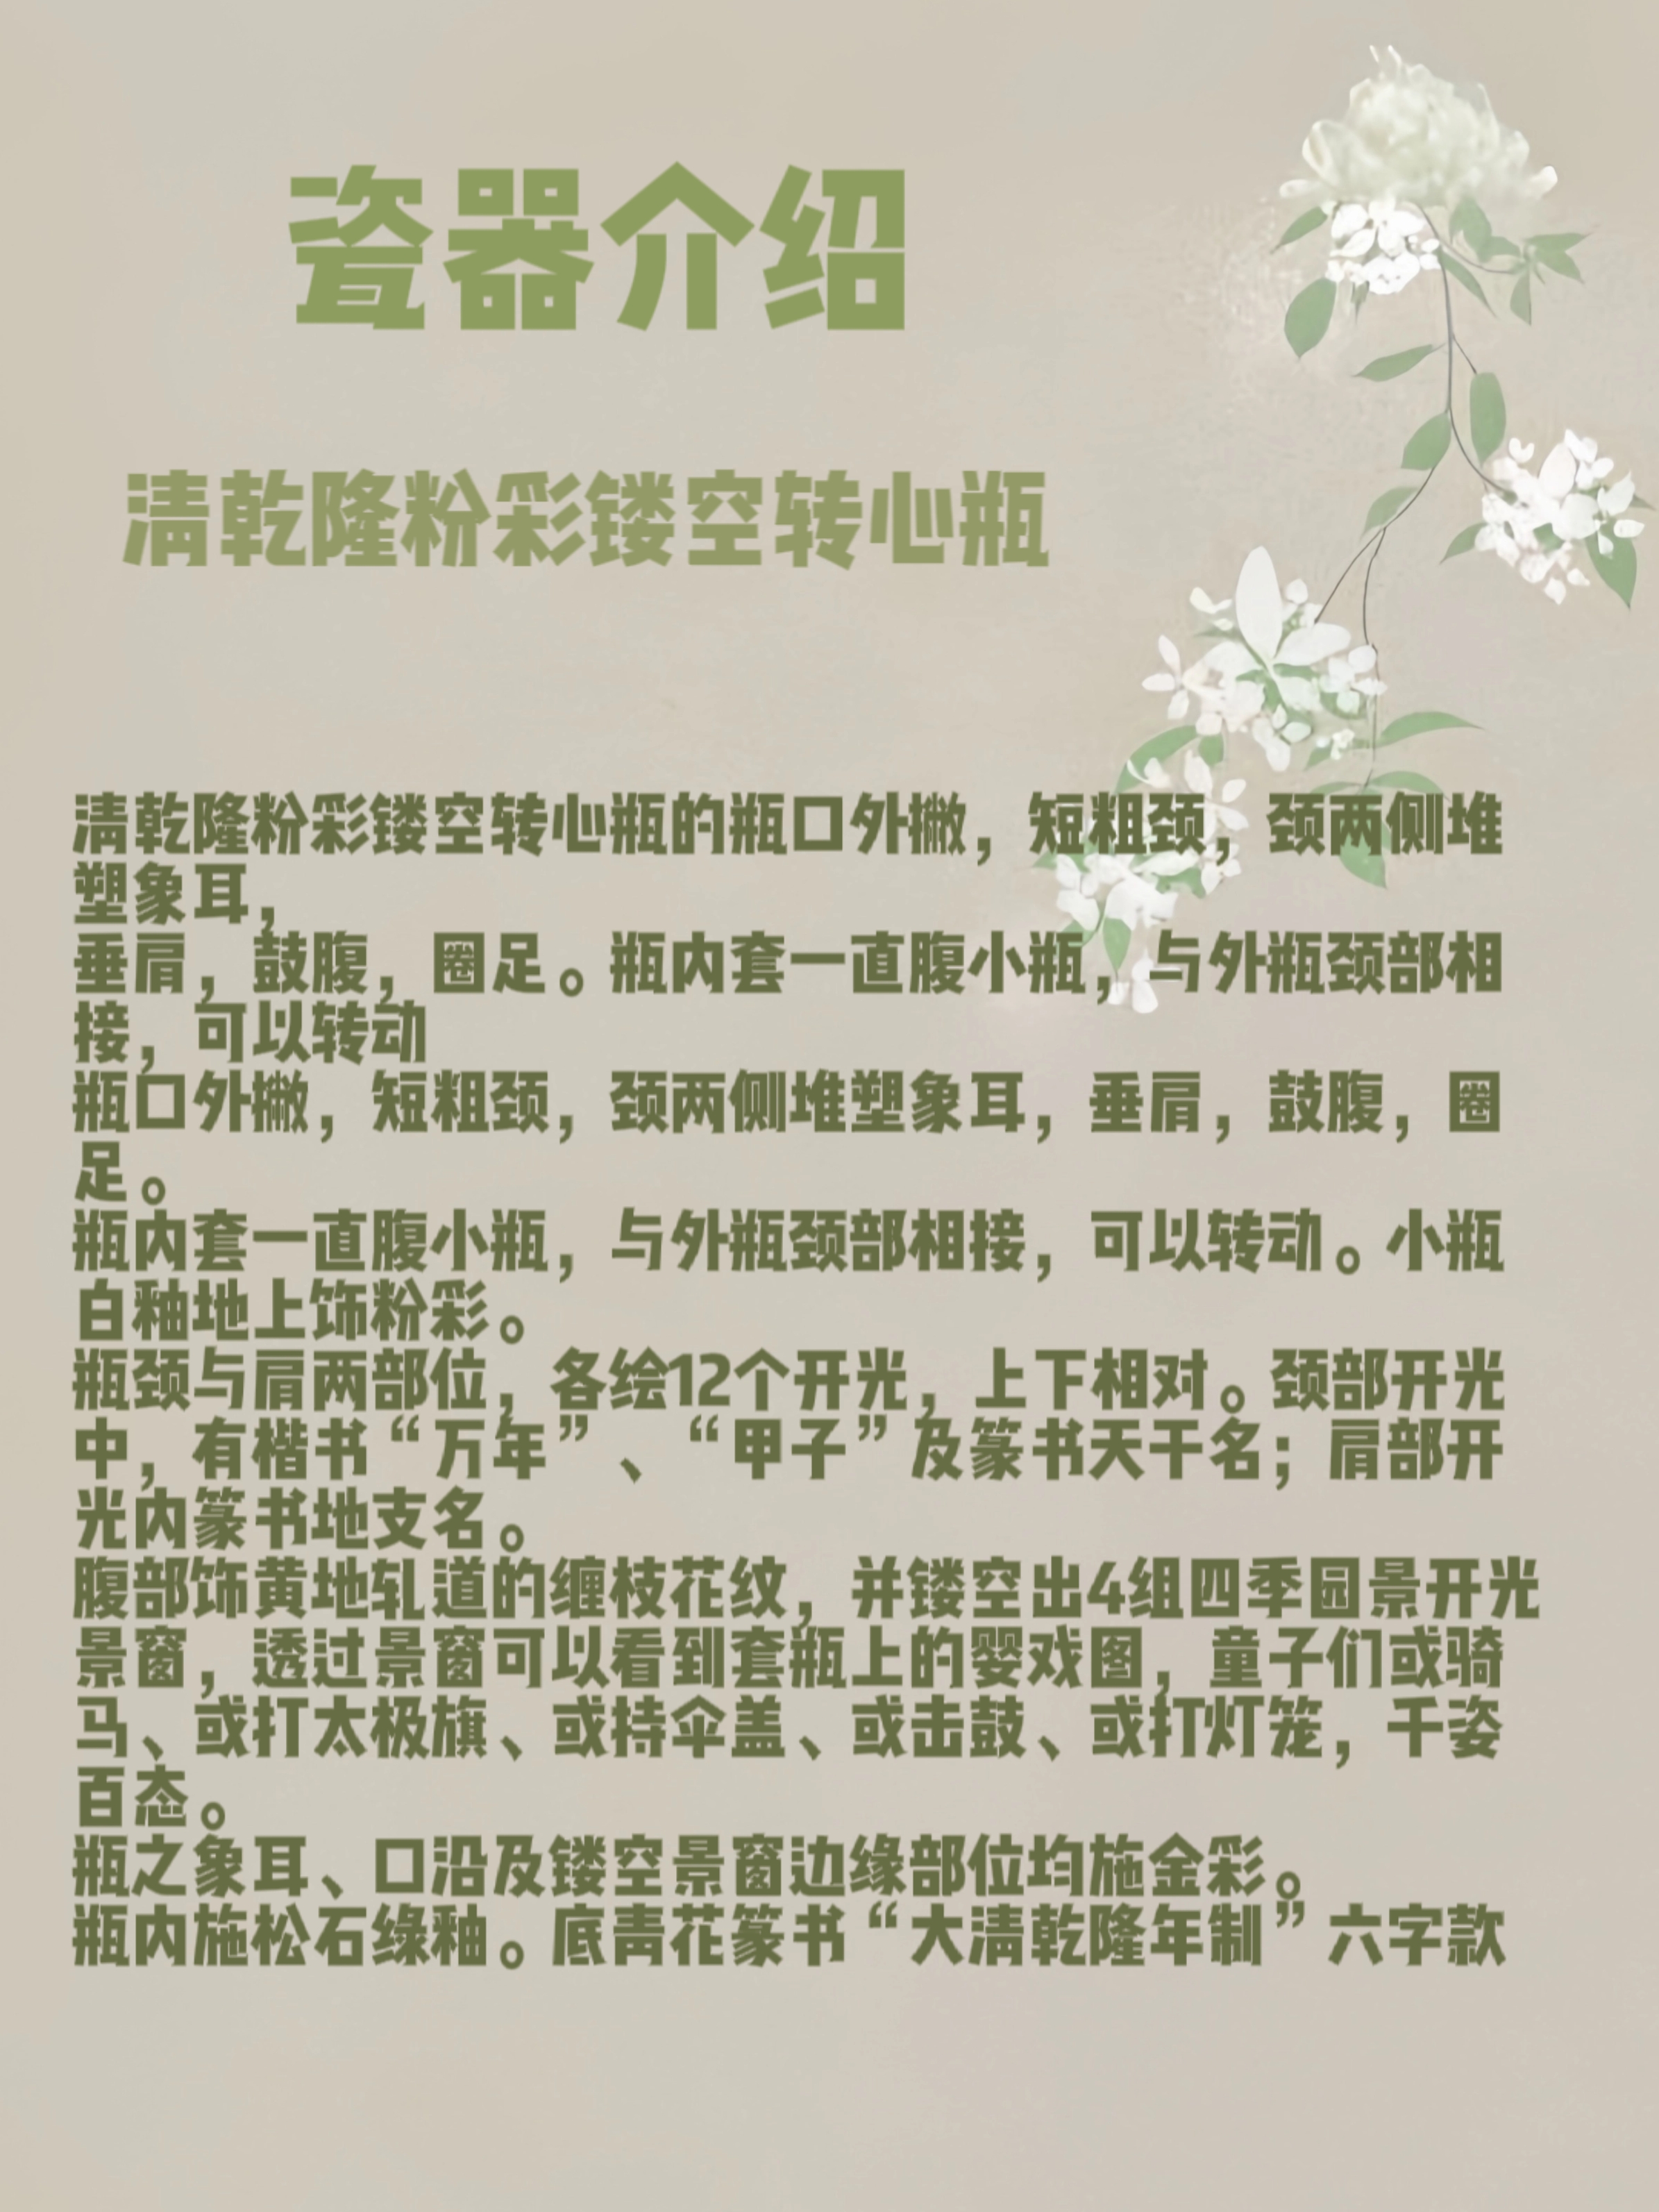 瓷器介绍
清乾隆粉彩镂空转心瓶
清乾隆粉彩镂空转心瓶的瓶口外撇，短粗颈，颈两侧堆
塑象耳，
垂肩，鼓腹，圈足。瓶内套一直腹小瓶，与外瓶颈部相
接，可以转动
瓶口外撇，短粗颈，颈两侧堆塑象耳，垂肩，鼓腹，圈
足。
瓶内套一直腹小瓶，与外瓶颈部相接，可以转动。小瓶
白釉地上饰粉彩。
瓶颈与肩两部位，各绘12个开光，上下相对。颈部开光
中，有楷书“万年”、“甲子”及篆书天干名；肩部开
光内篆书地支名。
腹部饰黄地轧道的缠枝花纹，并镂空出4组四季园景开光
景窗，透过景窗可以看到套瓶上的婴戏图，童子们或骑
马、或打太极旗、或持伞盖、或击鼓、或打灯笼，千姿
百态。
瓶之象耳、口沿及镂空景窗边缘部位均施金彩。
瓶内施松石绿釉。底青花篆书“大清乾隆年制”六字款